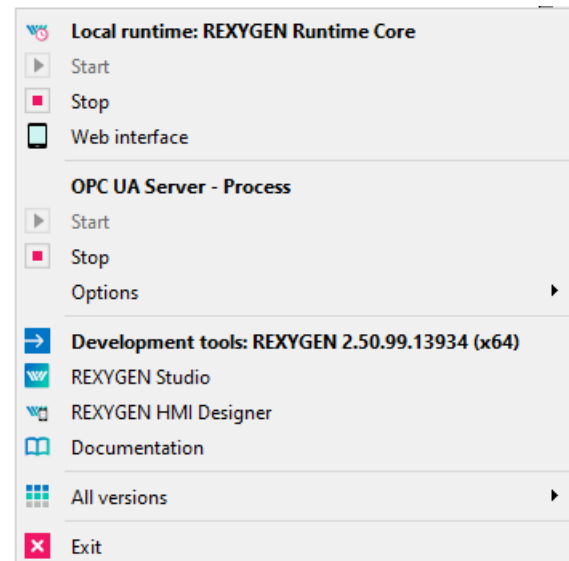 Local runtime: REXYGEN Runtime Core
Start
Stop
Web interface
OPC UA Server - Process
Start
Stop
Options
Development tools: REXYGEN 2.50.99.13934 (x64)
REXYGEN Studio
REXYGEN HMI Designer
Documentation
All versions
Exit